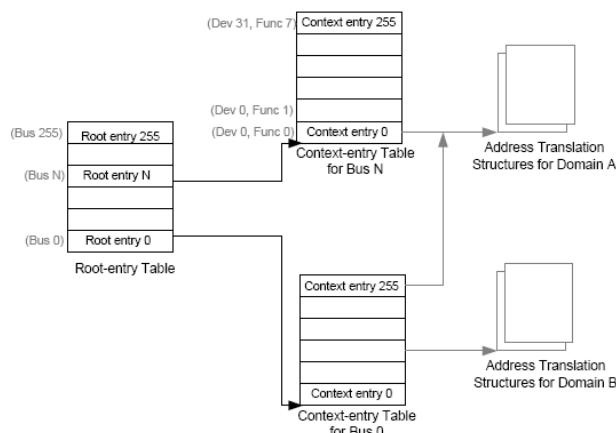 (Dev 31, Func 7)
Context entry 255
(Dev 0, Func 1)
(Dev 0, Func 0)
Context entry 0
Context-entry Table
for Bus N
(Bus 255)
Root entry 255
(Bus N)
Root entry N
(Bus 0)
Root entry 0
Root-entry Table
Address Translation
Structures for Domain A
Context entry 255
Context entry 0
Context-entry Table
for Bus 0
Address Translation
Structures for Domain B